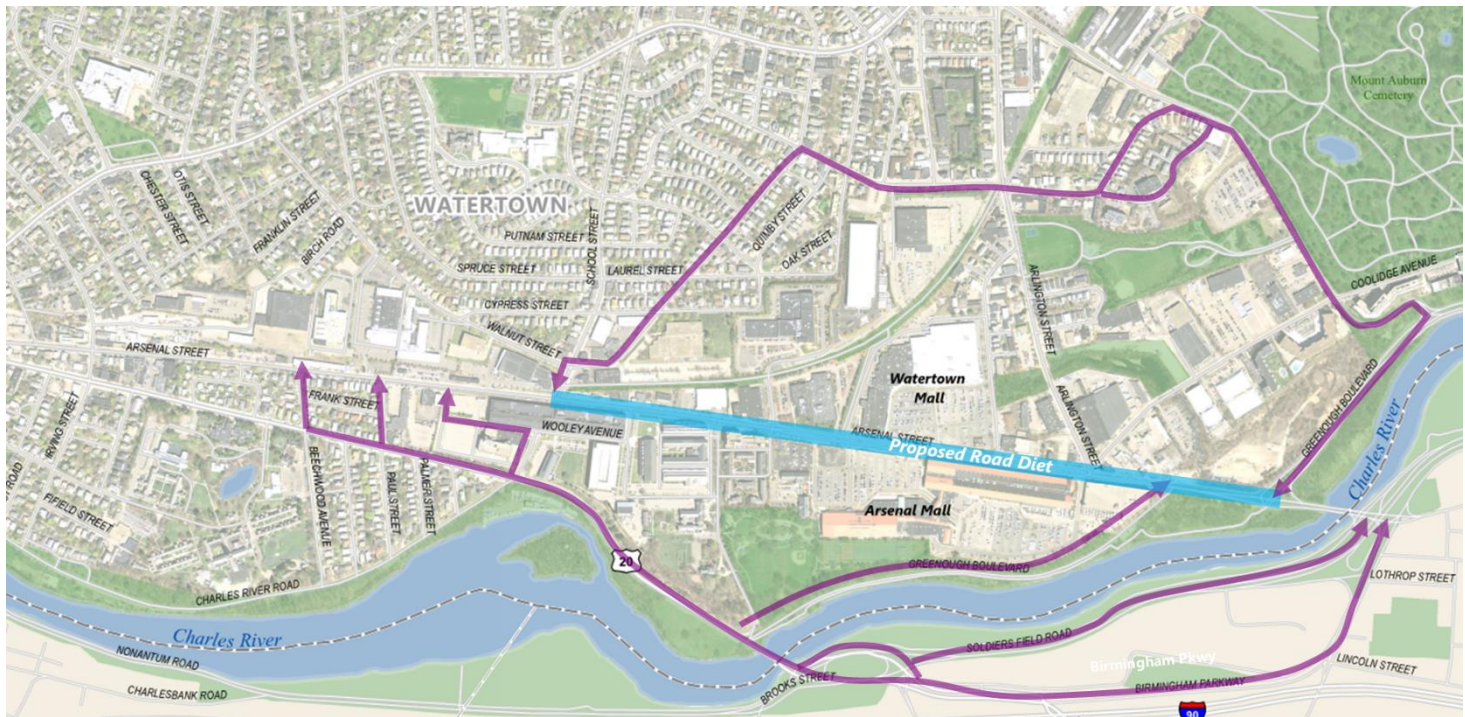 Mount Auburn
Cemetery
OTIS STREET
CHESTER STREET
FRANKLIN STREET
BIRCH ROAD
WATERTOWN
PUTNAM STREET
SCHOOL STREET
QUIMBY STREET
OAK STREET
SPRUCE STREET
LAUREL STREET
CYPRESS STREET
WALNUT STREET
ARLINGTON STREET
COOLIDGE AVENUE
ARSENAL STREET
Watertown
Mall
FRANK STREET
IRVING STREET
WOOLEY AVENUE
ARSENAL STREET
ARLINGTON STREET
GREENOUGH BOULEVARD
Charles River
Proposed Road Diet
BEECHWOOD AVENUE
PAUL STREET
PALMER STREET
ROAD
FIFIELD STREET
Arsenal Mall
20
GREENOUGH BOULEVARD
LOTHROP STREET
CHARLES RIVER ROAD
Charles River
NONANTUM ROAD
SOLDIERS FIELD ROAD
Birmingham Pkwy
LINCOLN STREET
CHARLESBANK ROAD
BROOKS STREET
BIRMINGHAM PARKWAY
90